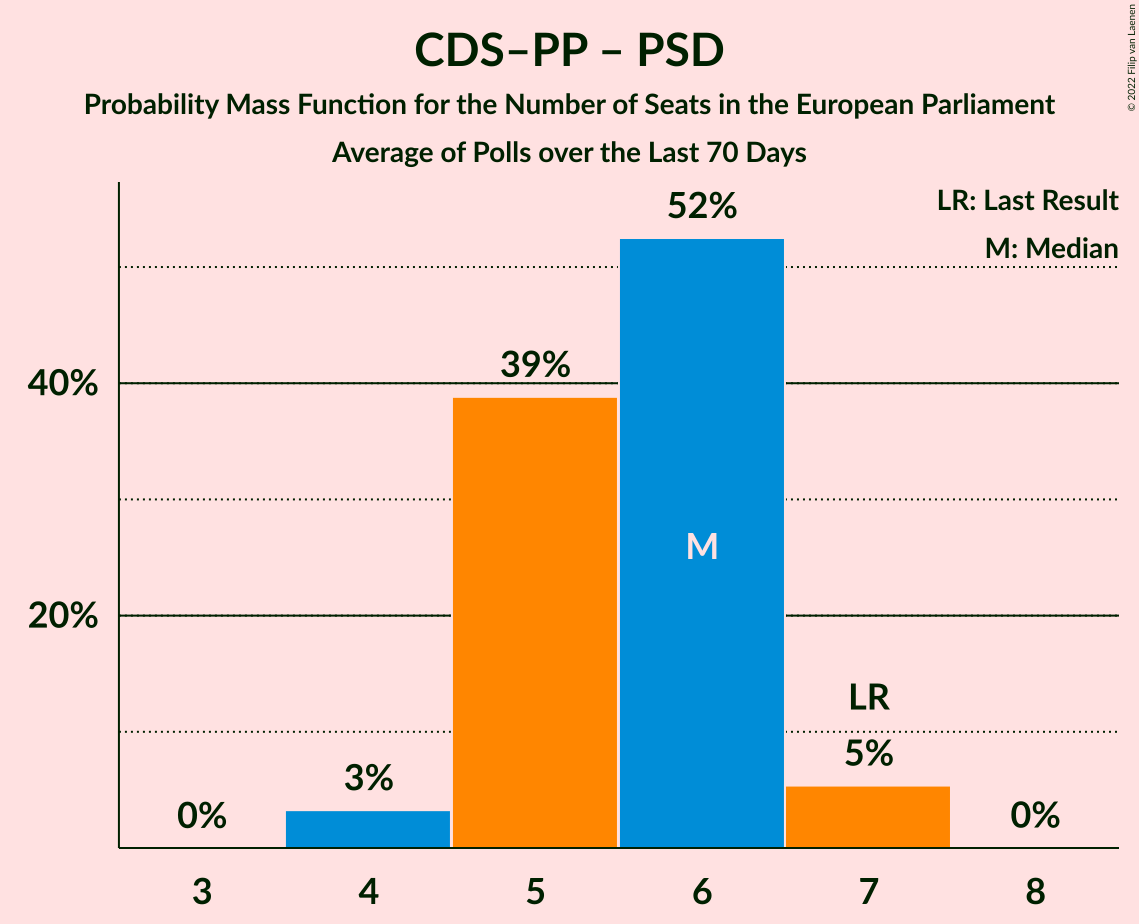 CDS–PP – PSD
Probability Mass Function for the Number of Seats in the European Parliament
Average of Polls over the Last 70 Days
© 2022 Filip van Laenen
LR: Last Result
M: Median
52%
39%
40%
M
20%
LR
5%
3%
0%
0%
3 4 5 6 7 8